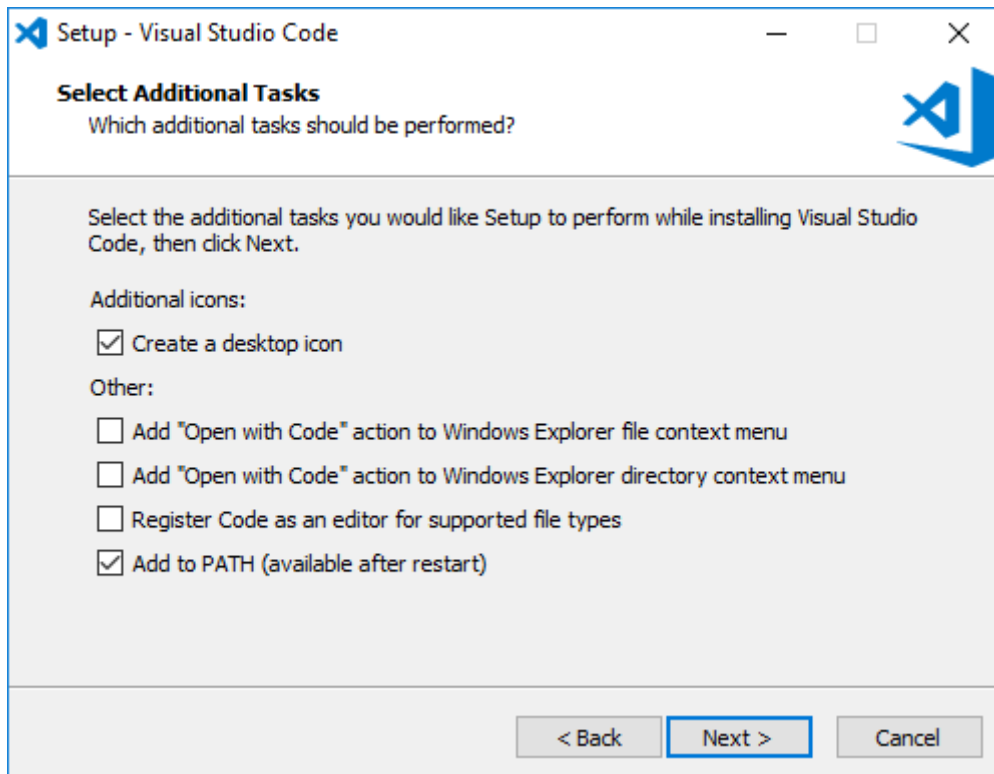 Setup - Visual Studio Code
Select Additional Tasks
Which additional tasks should be performed?
Select the additional tasks you would like Setup to perform while installing Visual Studio
Code, then click Next.
Additional icons:
Create a desktop icon
Other:
Add "Open with Code" action to Windows Explorer file context menu
Add "Open with Code" action to Windows Explorer directory context menu
Register Code as an editor for supported file types
Add to PATH (available after restart)
< Back Next > Cancel